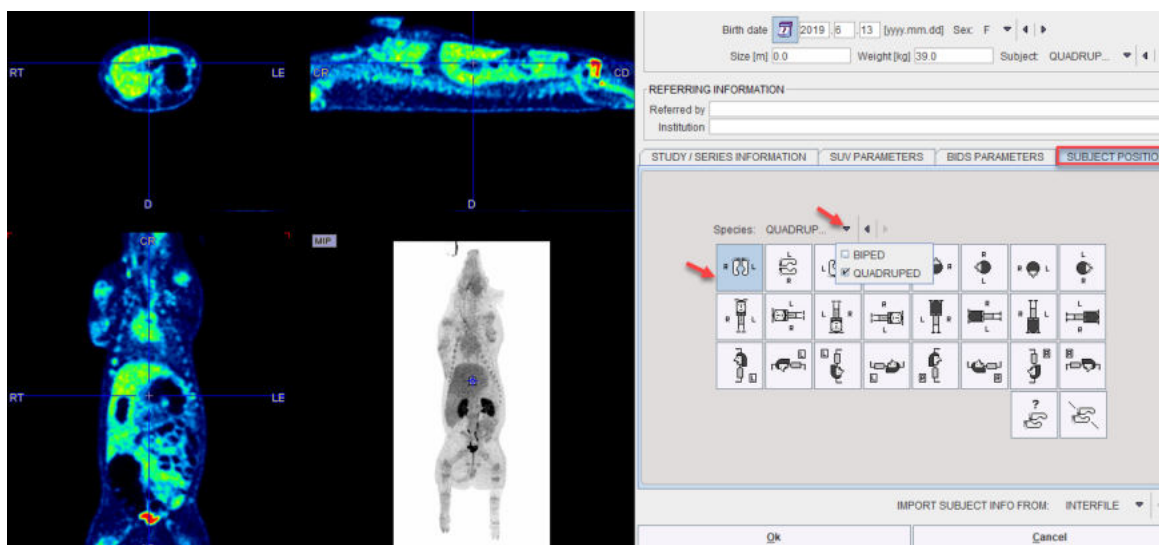 RT
LE
D
CR
CD
D
CR
RT
LE
MIP
Birth date 7 2019 .6 .13 [yyyy.mm.dd] Sex: F
Size [m] 0.0 Weight [kg] 39.0 Subject: QUADRUP...
REFERRING INFORMATION
Referred by
Institution
STUDY / SERIES INFORMATION SUV PARAMETERS BIDS PARAMETERS SUBJECT POSITIO
Species: QUADRUP...
BIPED
QUADRUPED
R L
L R
L
R
R L
L R
R L
L R
R L
L R
L R
R L
L R
R L
L R
L L L L R R R R
?
IMPORT SUBJECT INFO FROM: INTERFILE
Ok Cancel